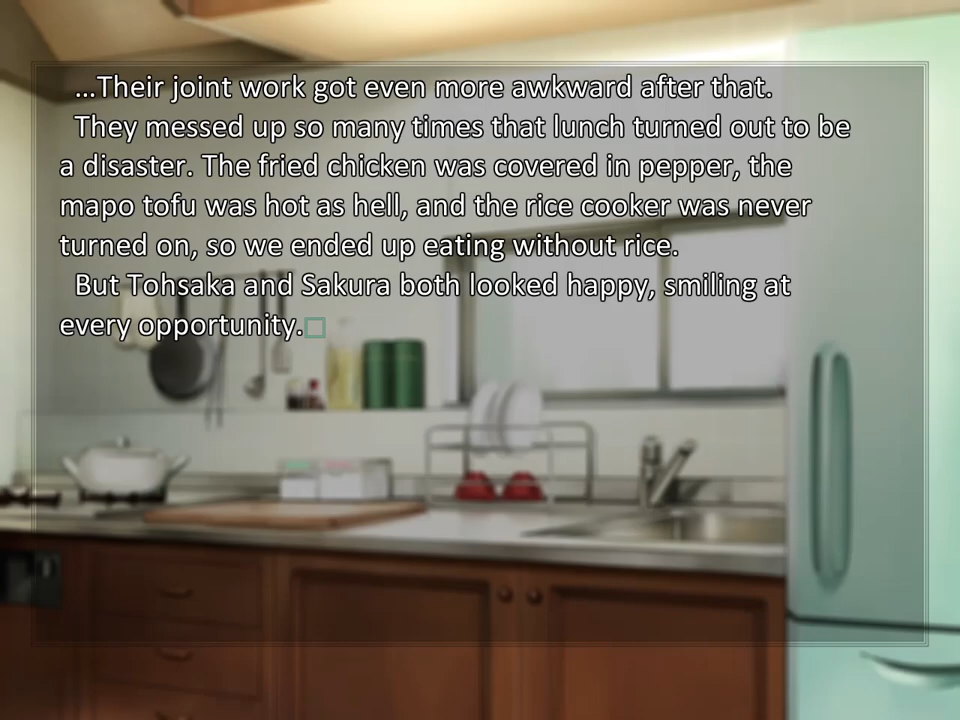 ...Their joint work got even more awkward after that.
They messed up so many times that lunch turned out to be
a disaster. The fried chicken was covered in pepper, the
mapo tofu was hot as hell, and the rice cooker was never
turned on, so we ended up eating without rice.
But Tohsaka and Sakura both looked happy, smiling at
every opportunity.